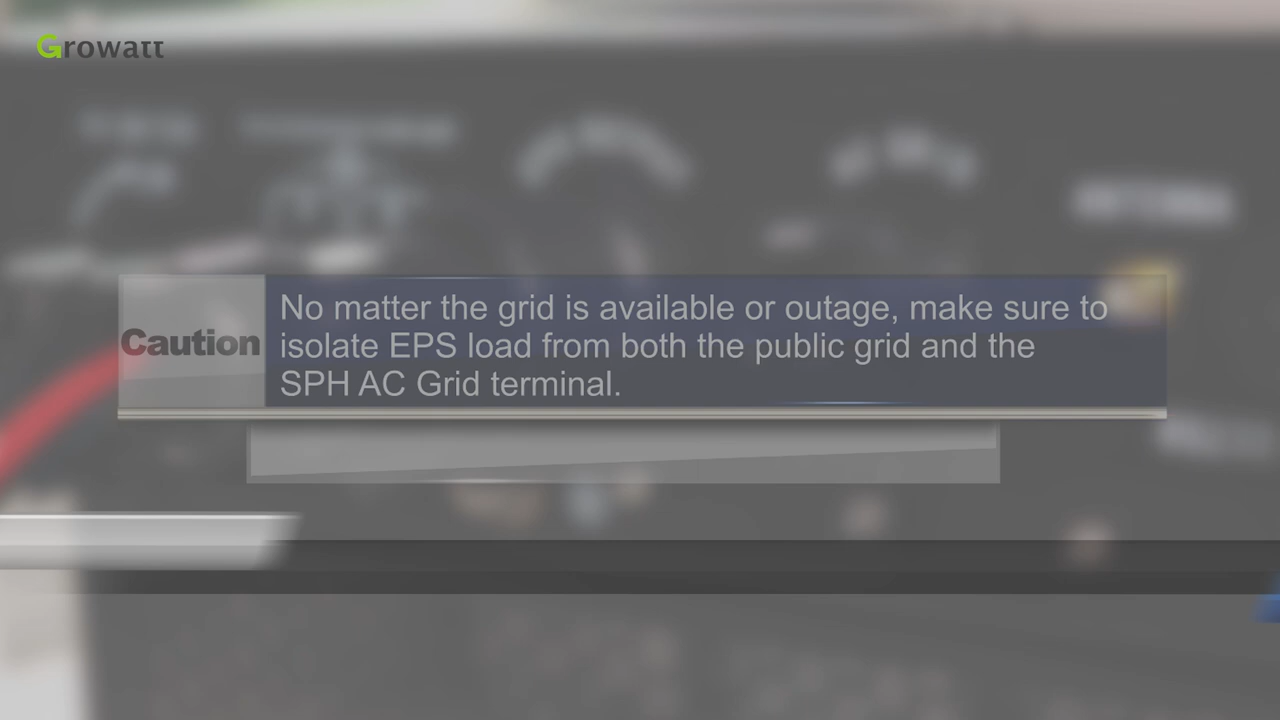 Growatt
Caution
No matter the grid is available or outage, make sure to
isolate EPS load from both the public grid and the
SPH AC Grid terminal.